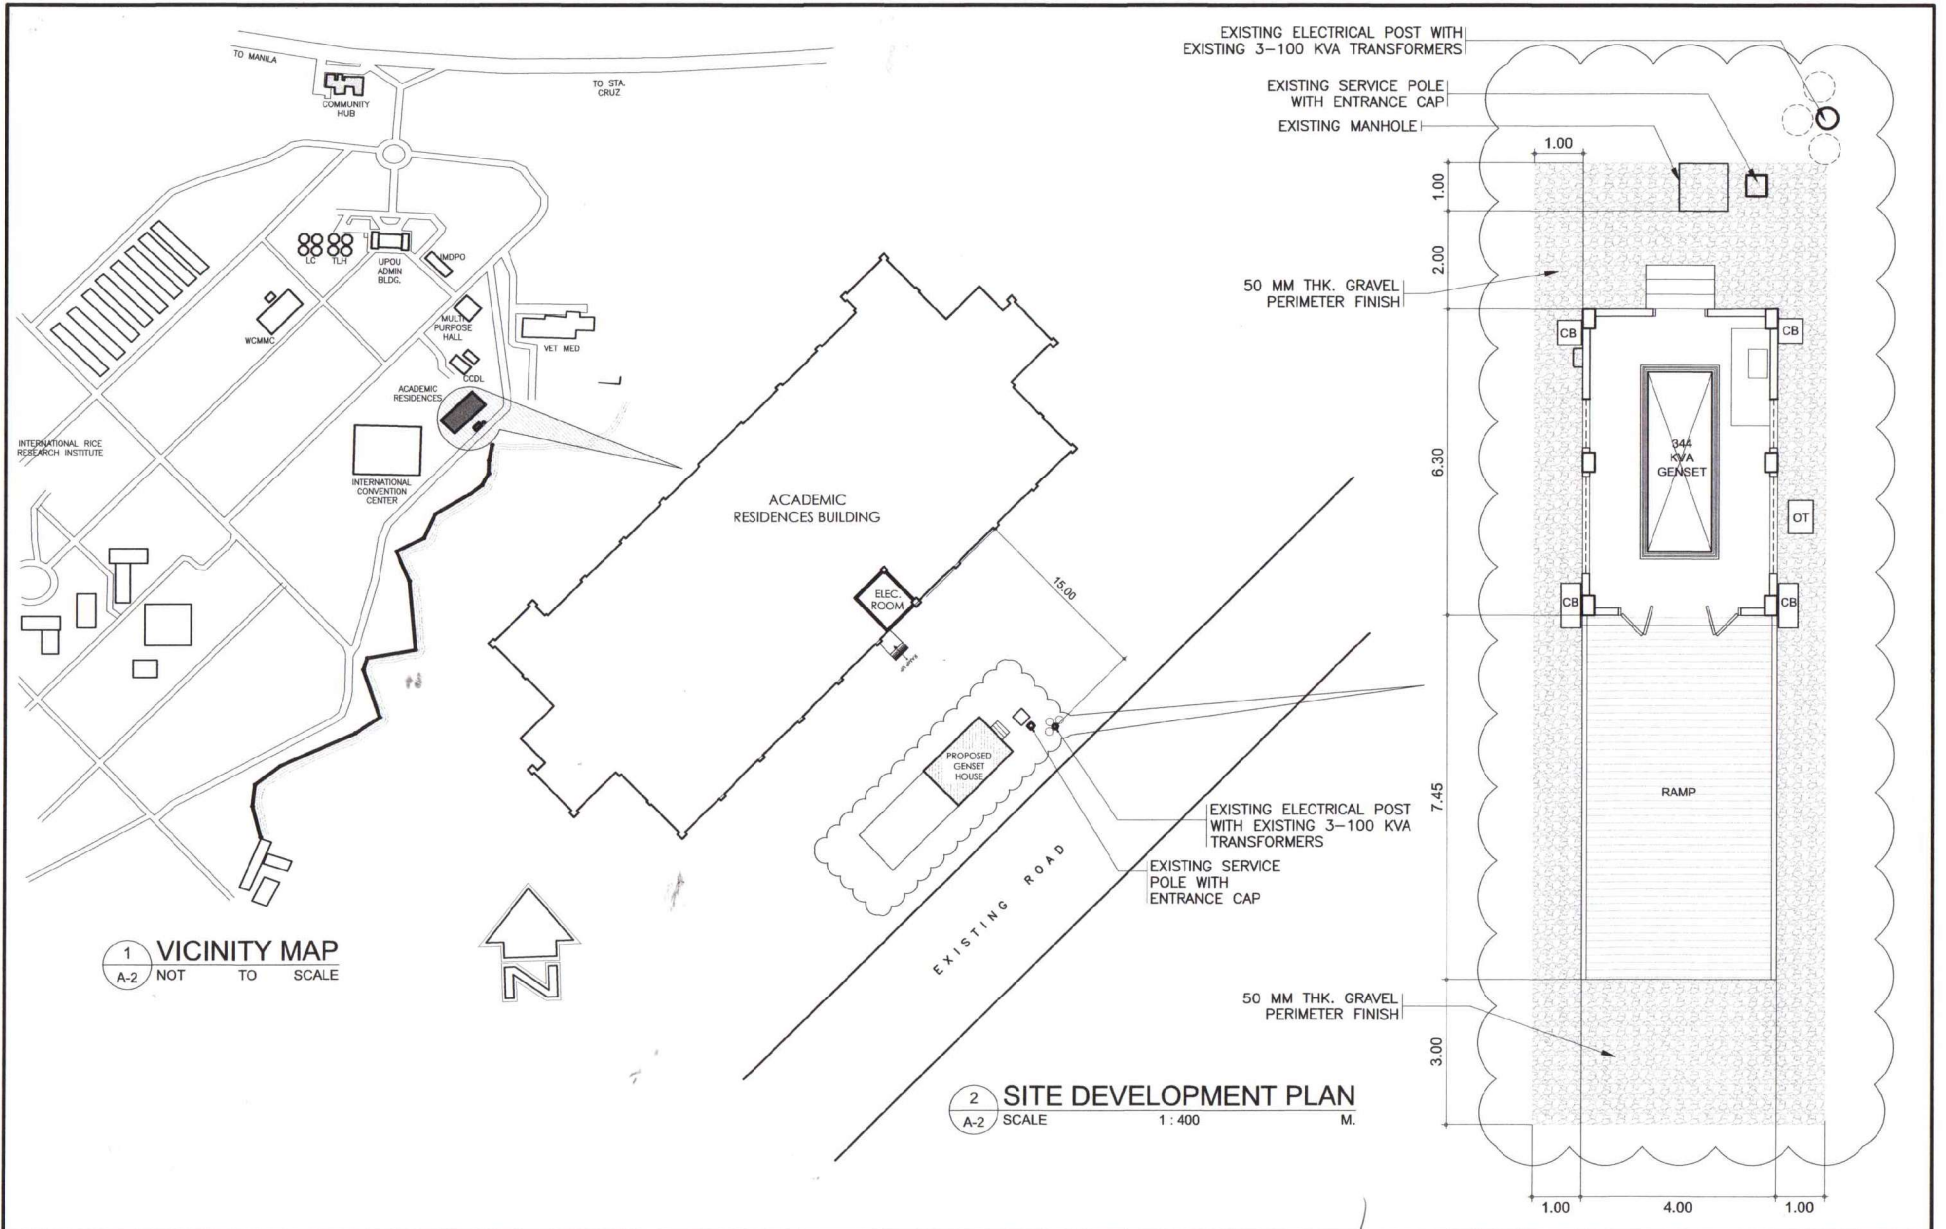 TO MANILA
TO STA.
CRUZ
COMMUNITY
HUB
LC
TLH
UPOU
ADMIN
BLDG.
IMDPO
WCMMC
MULTI
PURPOSE
HALL
VET MED
CCDL
ACADEMIC
RESIDENCES
INTERNATIONAL RICE
RESEARCH INSTITUTE
INTERNATIONAL
CONVENTION
CENTER
1
A-2
VICINITY MAP
NOT TO SCALE
N
ACADEMIC
RESIDENCES BUILDING
ELEC.
ROOM
15.00
PROPOSED
GENSET
HOUSE
EXISTING ELECTRICAL POST
WITH EXISTING 3-100 KVA
TRANSFORMERS
EXISTING SERVICE
POLE WITH
ENTRANCE CAP
EXISTING ROAD
2
A-2
SITE DEVELOPMENT PLAN
SCALE 1:400 M.
EXISTING ELECTRICAL POST WITH
EXISTING 3-100 KVA TRANSFORMERS
EXISTING SERVICE POLE
WITH ENTRANCE CAP
EXISTING MANHOLE
1.00
1.00
2.00
50 MM THK. GRAVEL
PERIMETER FINISH
CB
CB
6.30
344
KVA
GENSET
OT
CB
CB
7.45
RAMP
50 MM THK. GRAVEL
PERIMETER FINISH
3.00
1.00
4.00
1.00